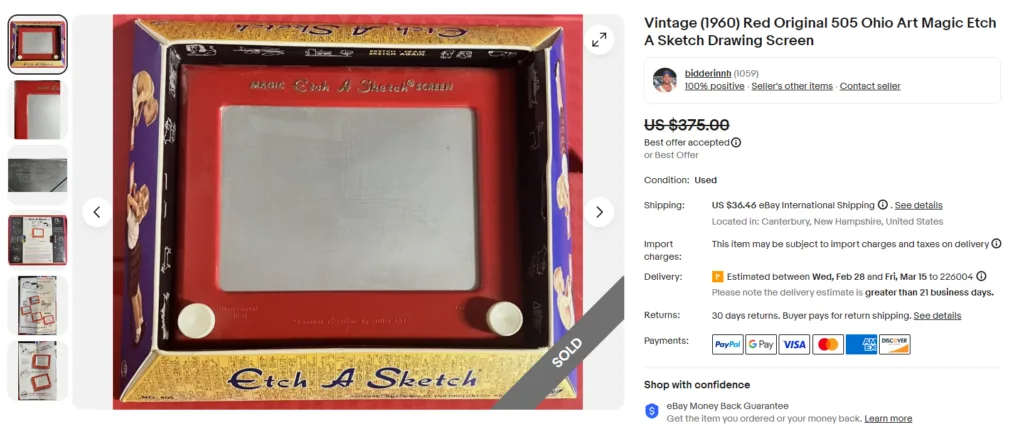 Vintage (1960) Red Original 505 Ohio Art Magic Etch
A Sketch Drawing Screen
bidderinnh (1059)
100% positive · Seller's other items · Contact seller
US $375.00
Best offer accepted
or Best Offer
Condition: Used
Shipping: US $36.46 eBay International Shipping . See details
Located in: Canterbury, New Hampshire, United States
Import charges: This item may be subject to import charges and taxes on delivery
Delivery: Estimated between Wed, Feb 28 and Fri, Mar 15 to 226004
Please note the delivery estimate is greater than 21 business days.
Returns: 30 days returns. Buyer pays for return shipping. See details
Payments: PayPal G Pay VISA mastercard AM EX DISCOVER
Shop with confidence
eBay Money Back Guarantee
Get the item you ordered or your money back. Learn more
Etch A Sketch
MAGIC Etch A Sketch® SCREEN
Etch A Sketch
SOLD